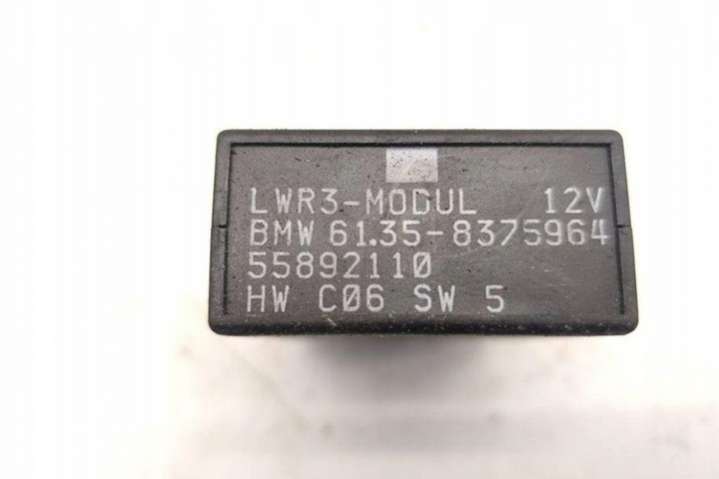 LWR3-MODUL 12V
BMW 61.35-8375964
55892110
HW C06 SW 5